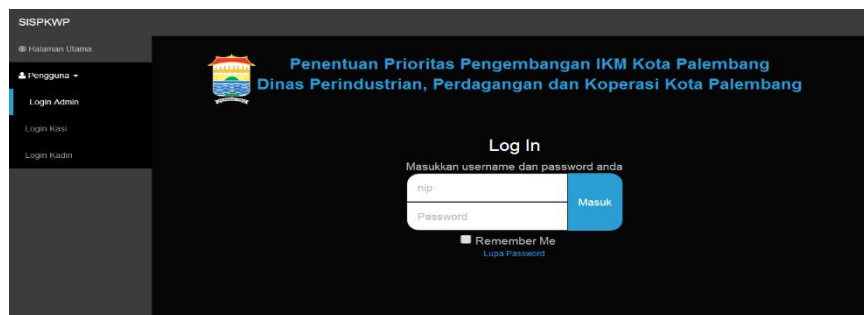 SISPKWP
Halaman Utama
Pengguna
Login Admin
Login Kasi
Login Kadin
Penentuan Prioritas Pengembangan IKM Kota Palembang
Dinas Perindustrian, Perdagangan dan Koperasi Kota Palembang
Log In
Masukkan username dan password anda
nip
Password
Masuk
Remember Me
Lupa Password